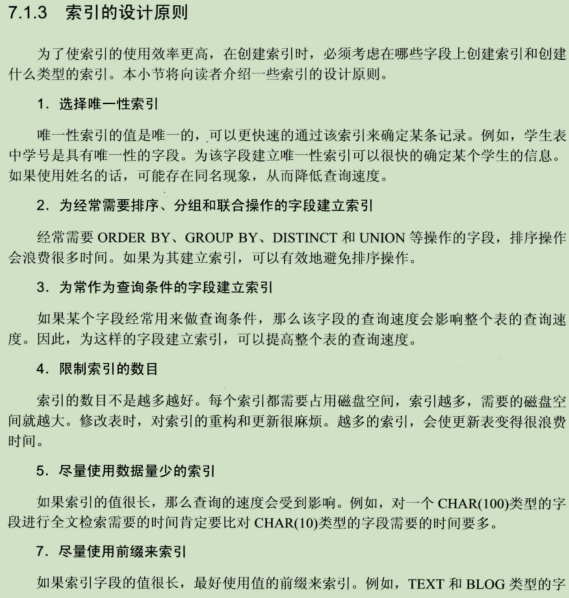 7.1.3 索引的设计原则
为了使索引的使用效率更高，在创建索引时，必须考虑在哪些字段上创建索引和创建
什么类型的索引。本小节将向读者介绍一些索引的设计原则。
1．选择唯一性索引
唯一性索引的值是唯一的，可以更快速的通过该索引来确定某条记录。例如，学生表
中学号是具有唯一性的字段。为该字段建立唯一性索引可以很快的确定某个学生的信息。
如果使用姓名的话，可能存在同名现象，从而降低查询速度。
2．为经常需要排序、分组和联合操作的字段建立索引
经常需要 ORDER BY、GROUP BY、DISTINCT 和 UNION 等操作的字段，排序操作
会浪费很多时间。如果为其建立索引，可以有效地避免排序操作。
3．为常作为查询条件的字段建立索引
如果某个字段经常用来做查询条件，那么该字段的查询速度会影响整个表的查询速
度。因此，为这样的字段建立索引，可以提高整个表的查询速度。
4．限制索引的数目
索引的数目不是越多越好。每个索引都需要占用磁盘空间，索引越多，需要的磁盘空
间就越大。修改表时，对索引的重构和更新很麻烦。越多的索引，会使更新表变得很浪费
时间。
5．尽量使用数据量少的索引
如果索引的值很长，那么查询的速度会受到影响。例如，对一个 CHAR(100)类型的字
段进行全文检索需要的时间肯定要比对 CHAR(10)类型的字段需要的时间要多。
7．尽量使用前缀来索引
如果索引字段的值很长，最好使用值的前缀来索引。例如，TEXT 和 BLOG 类型的字